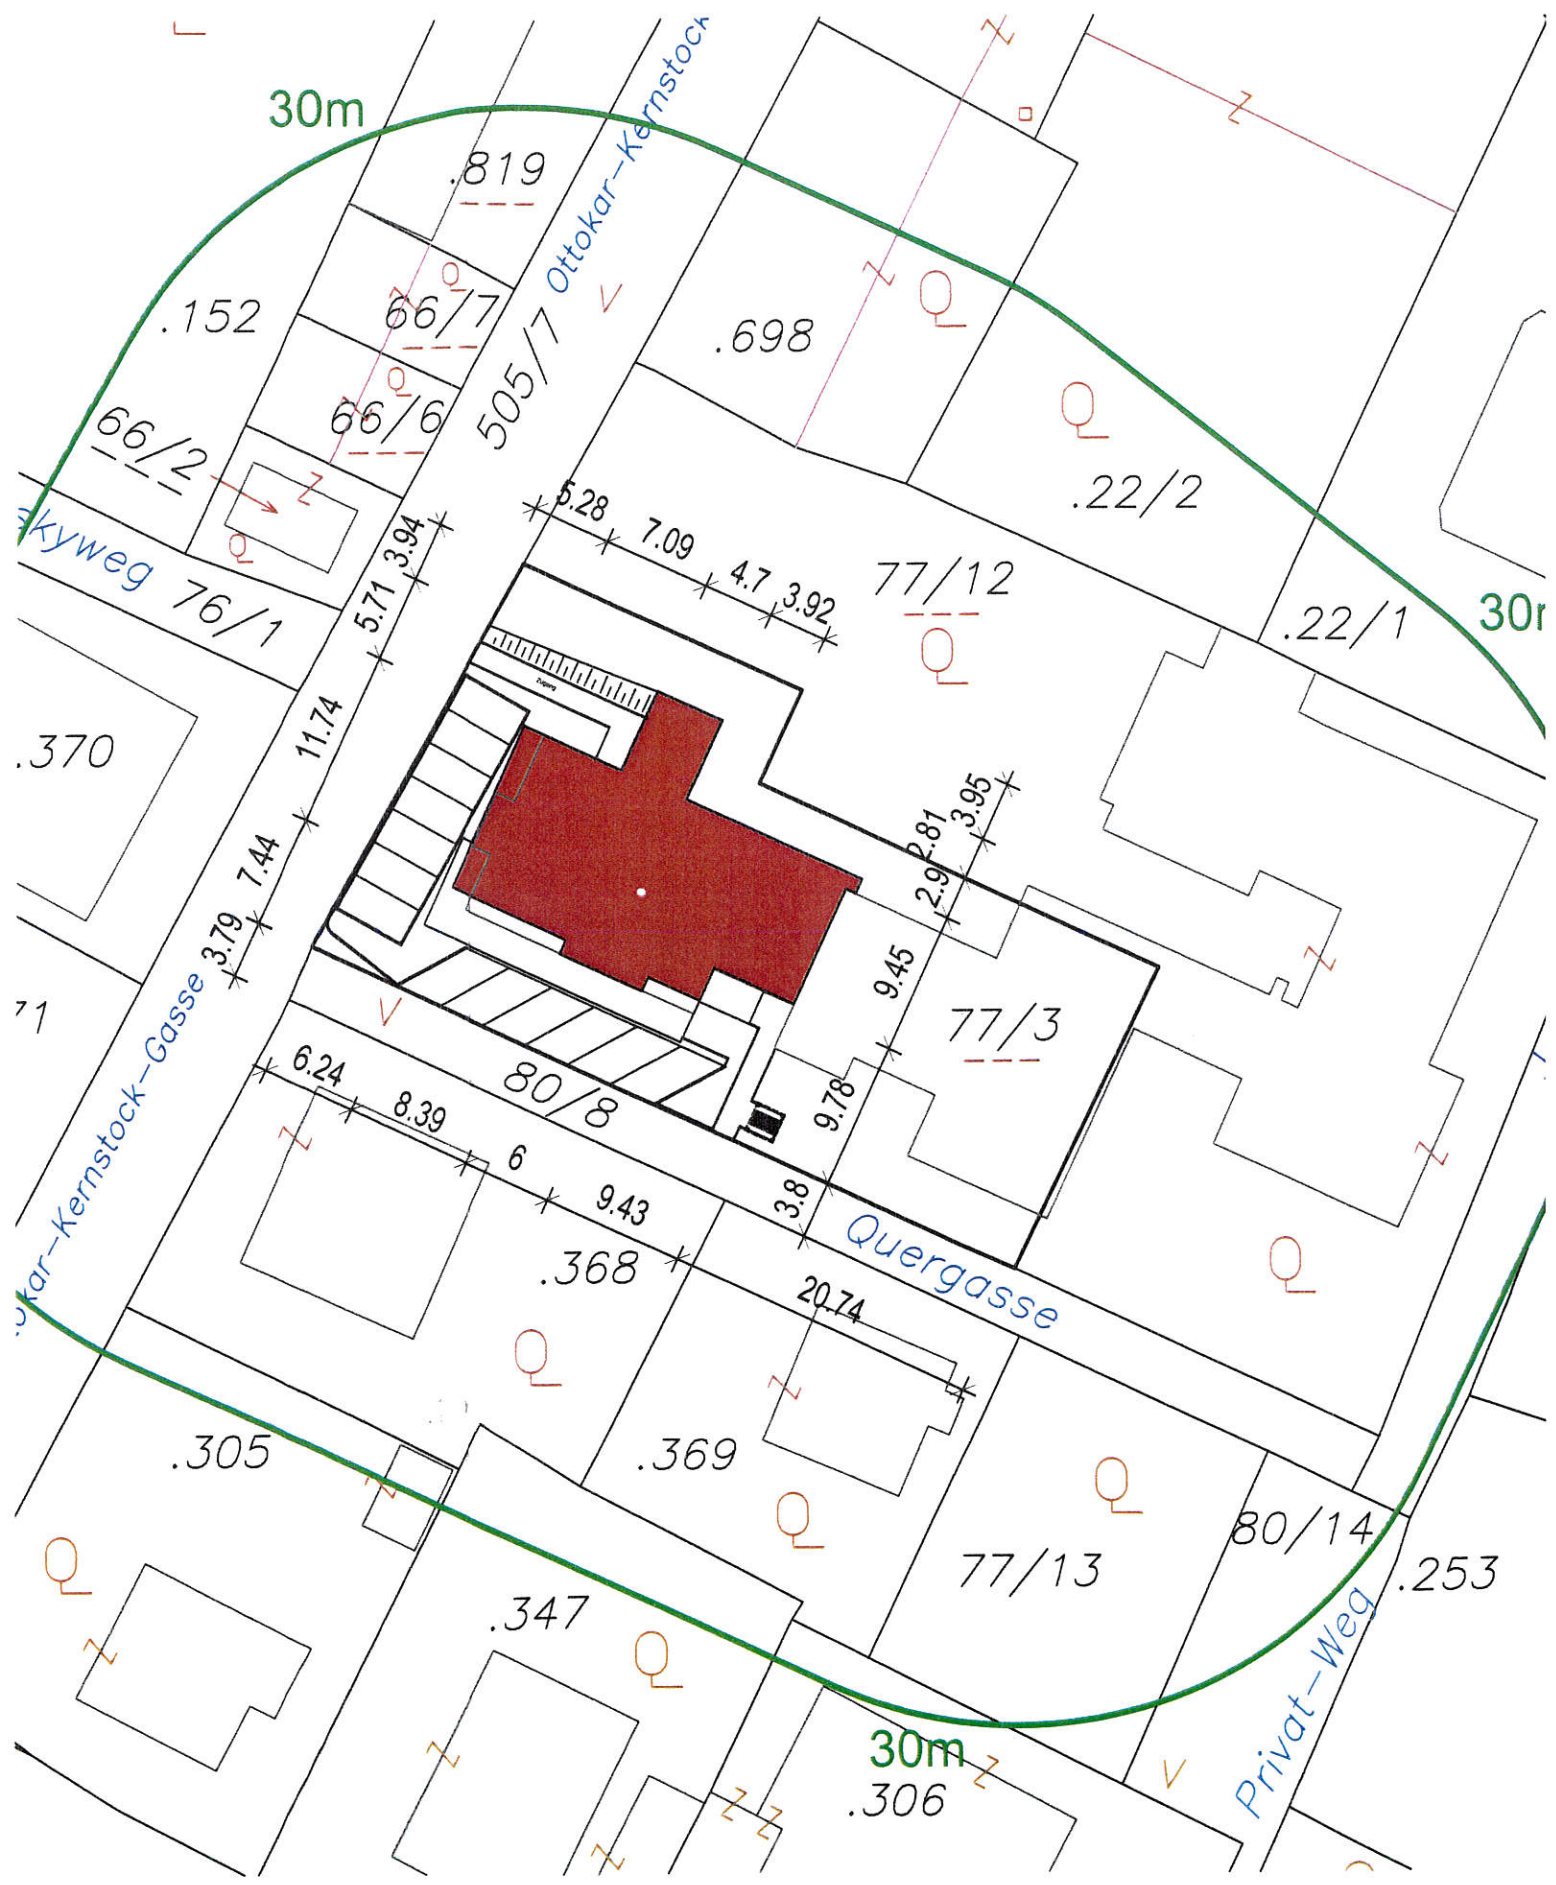 30m
.819
Ottokar-Kernstock
Z
Z
Q
66/7
.152
.698
Z
Q
505/7
V
Q
66/6
66/2
Z
Q
Q
.22/2
kyweg
76/1
3.94
5.71
11.74
7.44
3.79
5.28
7.09
4.7
3.92
77/12
Q
.22/1
Zugang
.370
3.95
2.81
2.9
9.45
9.78
3.8
77/3
Z
V
80/8
Z
6.24
8.39
6
9.43
20.74
kar-Kernstock-Gasse
Z
.368
Quergasse
Q
Q
Z
.305
Z
.369
Q
Q
77/13
80/14
.253
Q
Z
.347
Q
Z
30m
.306
Z
Z
Z
Z
V
Privat-Weg